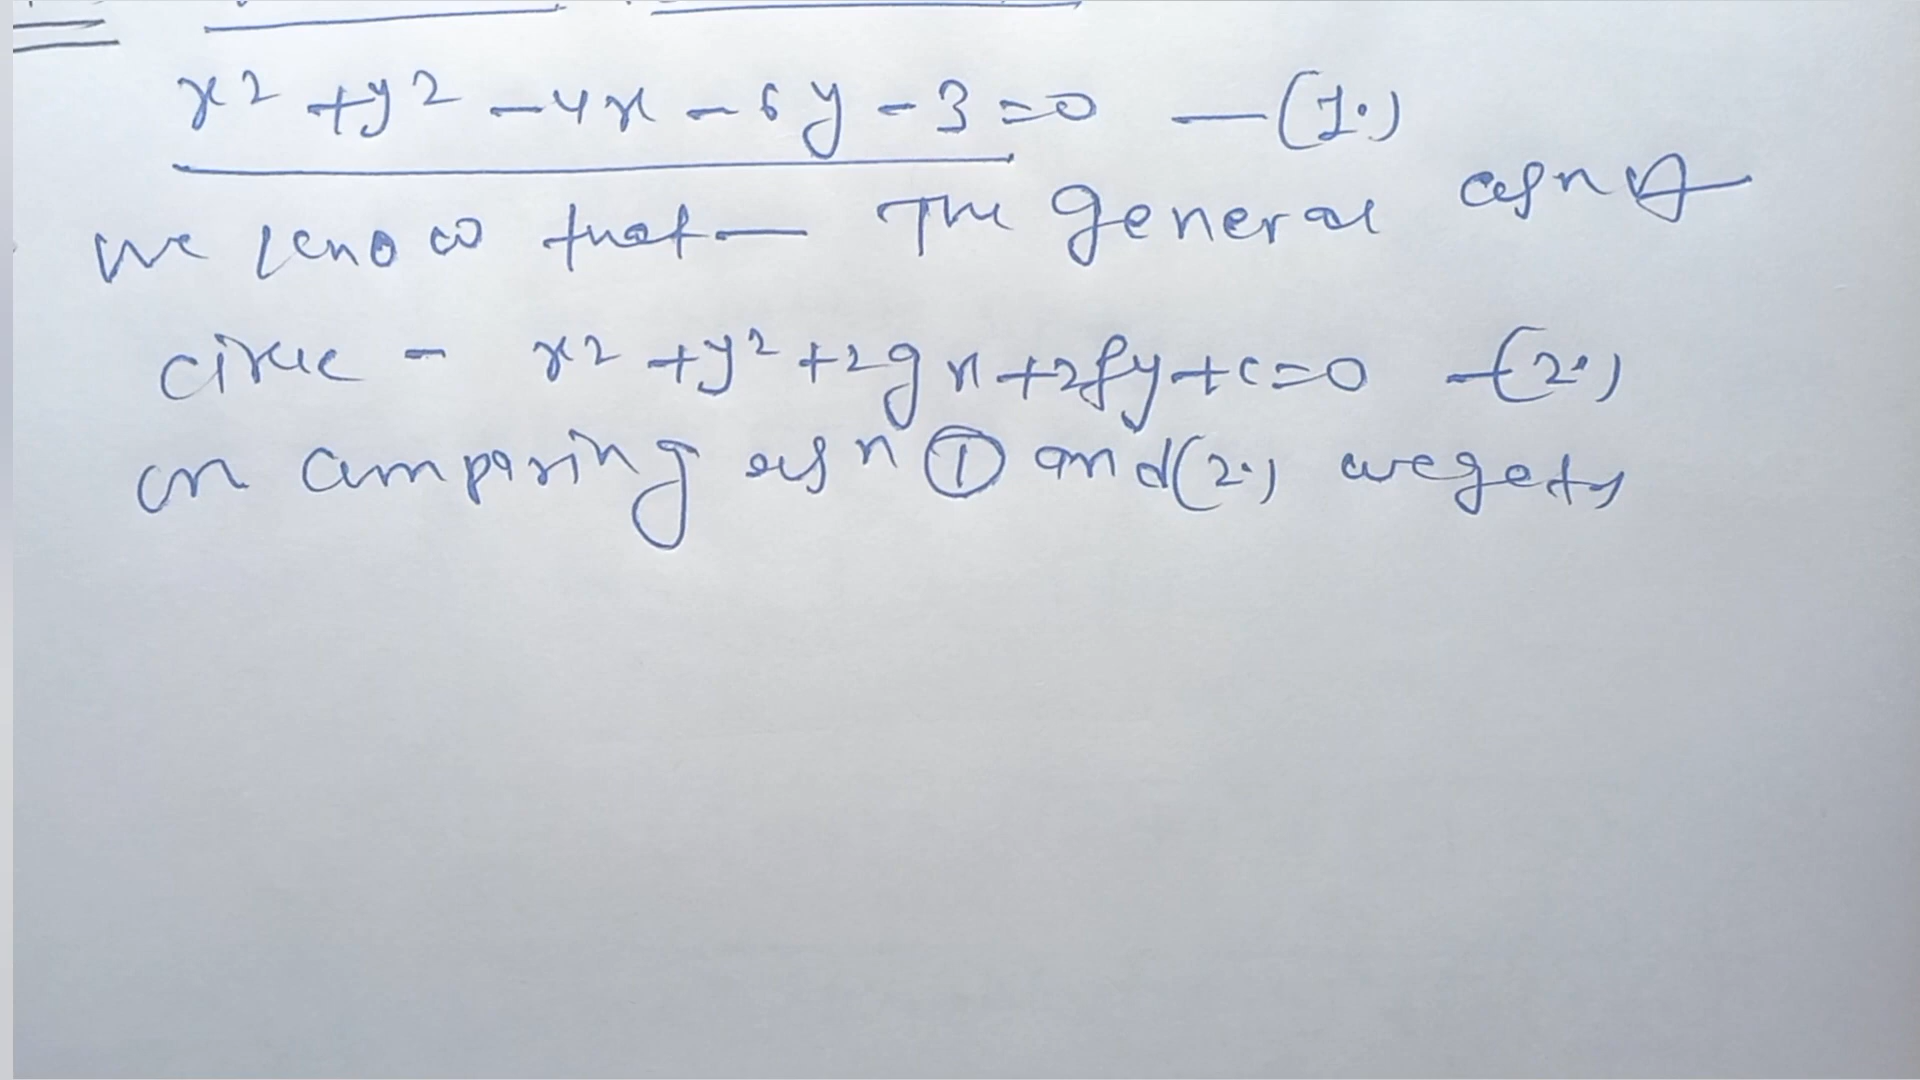 x2 + y2 - 4x - 6y - 3 = 0 — (1.)
we know that — The general eqn of
circle - x2 + y2 + 2gx + 2fy + c = 0 - (2.)
on comparing eqn ① and (2.) we gets